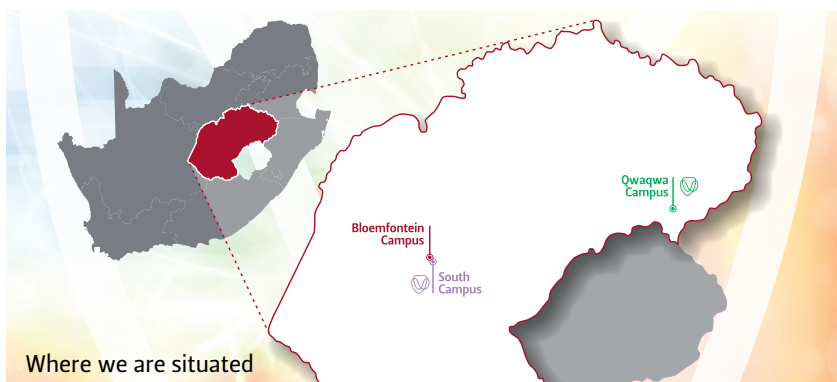 Qwaqwa
Campus
Bloemfontein
Campus
South
Campus
Where we are situated